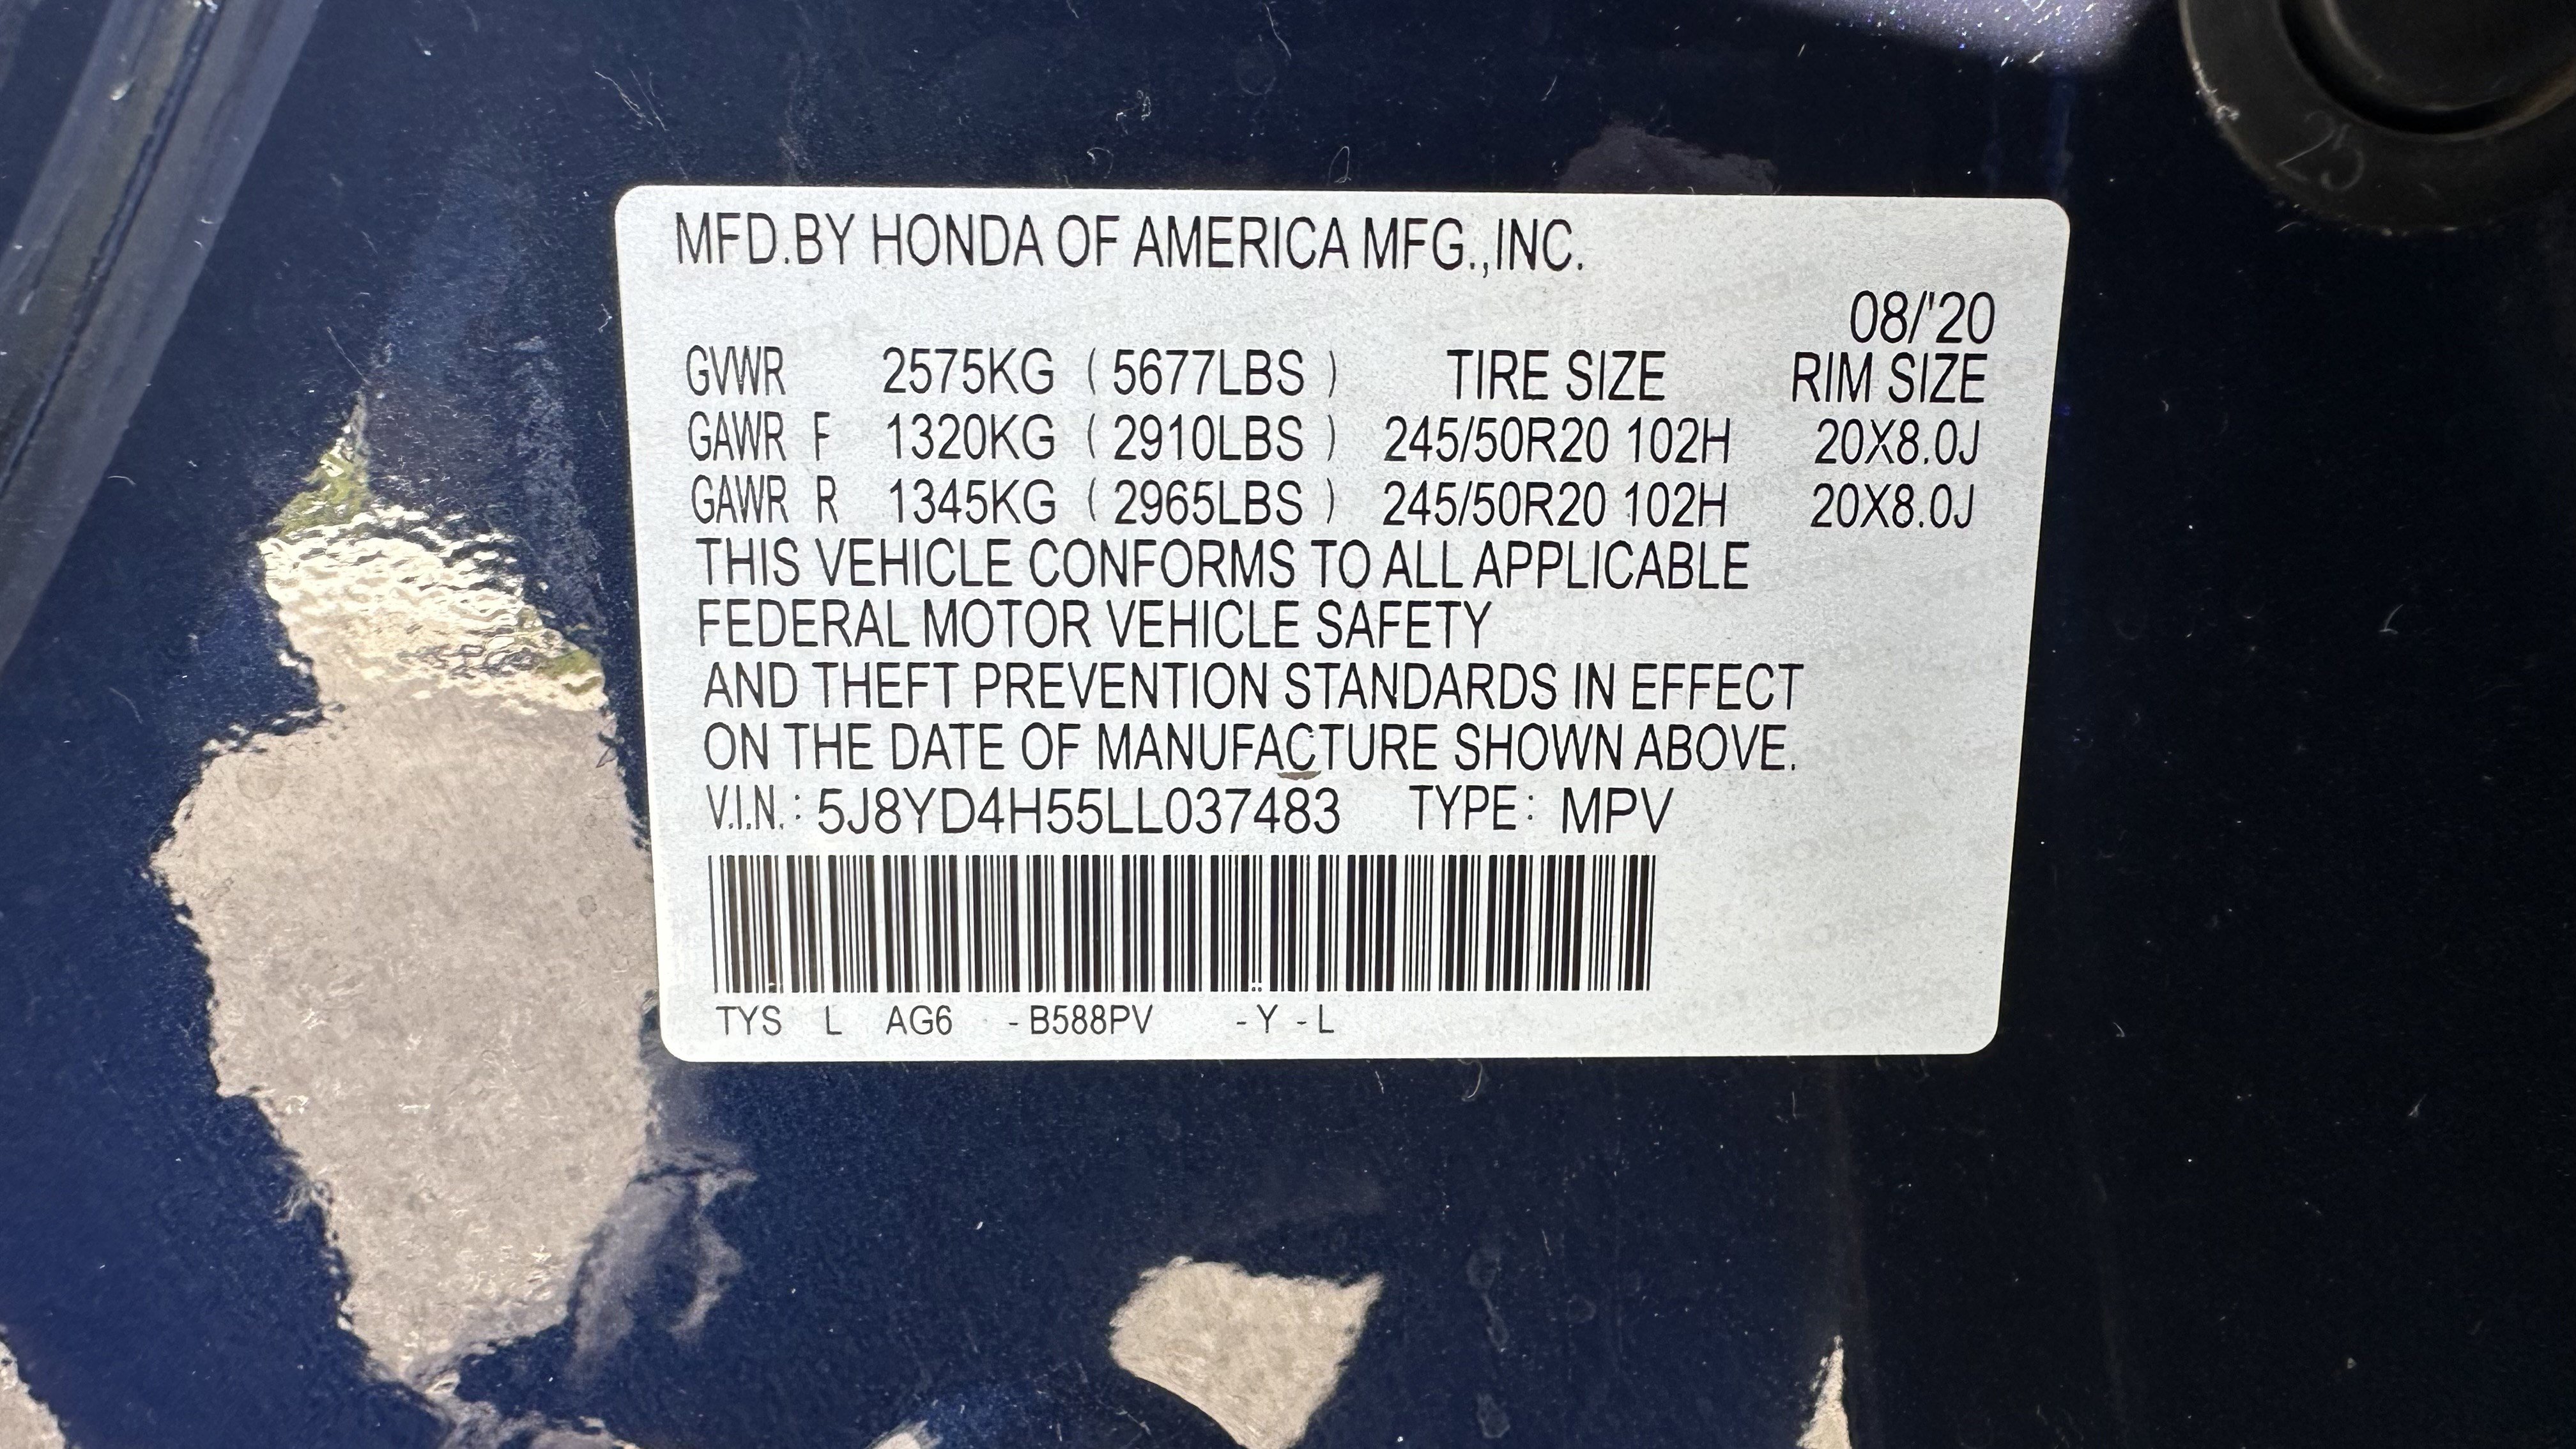 MFD.BY HONDA OF AMERICA MFG.,INC.
08/'20
GVWR 2575KG ( 5677LBS ) TIRE SIZE RIM SIZE
GAWR F 1320KG ( 2910LBS ) 245/50R20 102H 20X8.0J
GAWR R 1345KG ( 2965LBS ) 245/50R20 102H 20X8.0J
THIS VEHICLE CONFORMS TO ALL APPLICABLE
FEDERAL MOTOR VEHICLE SAFETY
AND THEFT PREVENTION STANDARDS IN EFFECT
ON THE DATE OF MANUFACTURE SHOWN ABOVE.
V.I.N.: 5J8YD4H55LL037483 TYPE: MPV
TYS L AG6 -B588PV -Y -L
25